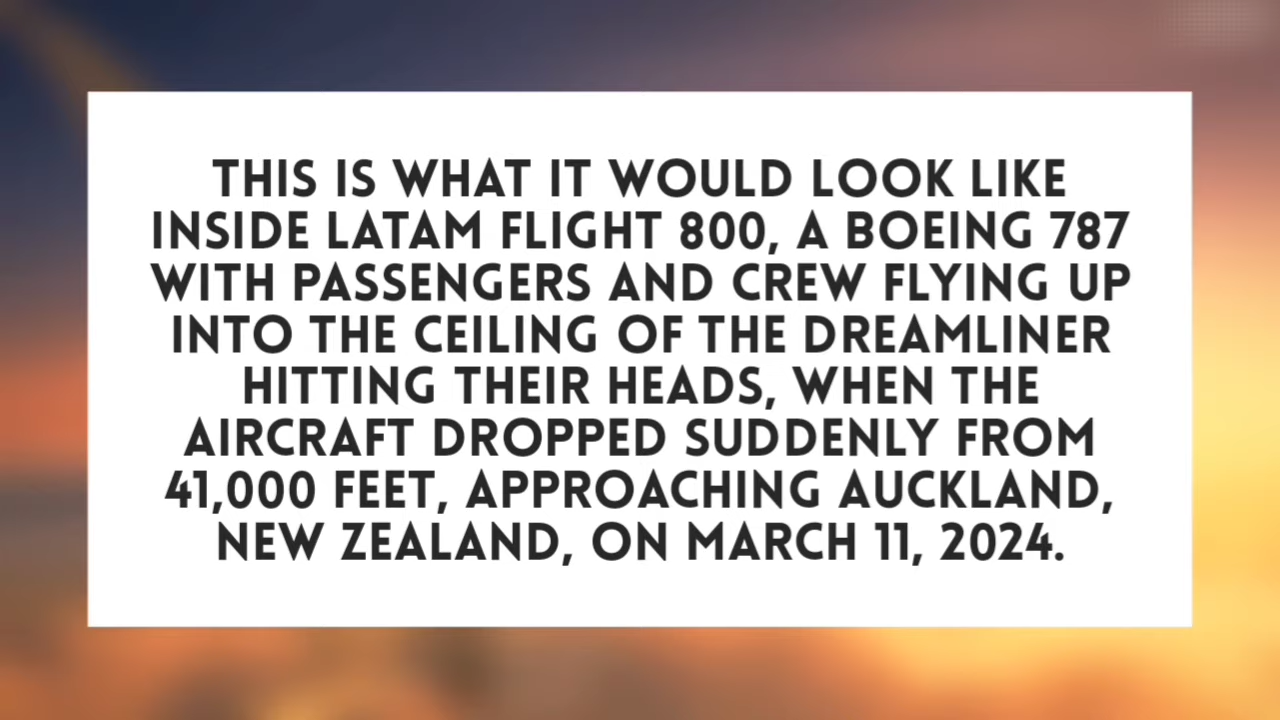 THIS IS WHAT IT WOULD LOOK LIKE
INSIDE LATAM FLIGHT 800, A BOEING 787
WITH PASSENGERS AND CREW FLYING UP
INTO THE CEILING OF THE DREAMLINER
HITTING THEIR HEADS, WHEN THE
AIRCRAFT DROPPED SUDDENLY FROM
41,000 FEET, APPROACHING AUCKLAND,
NEW ZEALAND, ON MARCH 11, 2024.